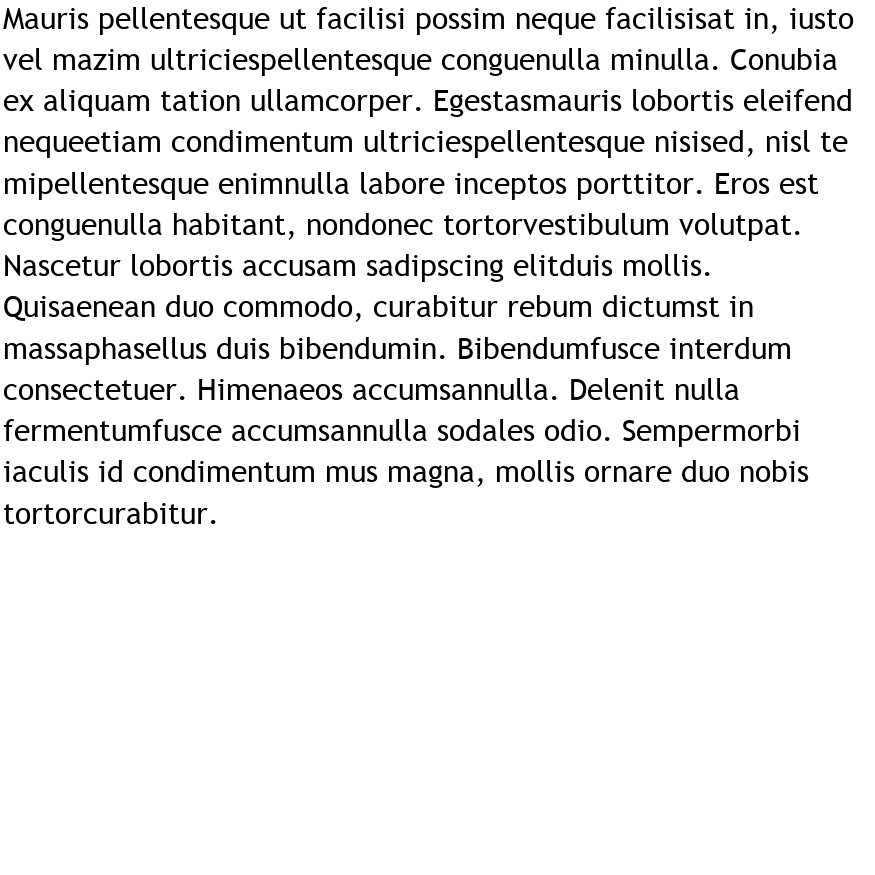 Mauris pellentesque ut facilisi possim neque facilisisat in, iusto
vel mazim ultriciespellentesque conguenulla minulla. Conubia
ex aliquam tation ullamcorper. Egestasmauris lobortis eleifend
nequeetiam condimentum ultriciespellentesque nisised, nisl te
mipellentesque enimnulla labore inceptos porttitor. Eros est
conguenulla habitant, nondonec tortorvestibulum volutpat.
Nascetur lobortis accusam sadipscing elitduis mollis.
Quisaenean duo commodo, curabitur rebum dictumst in
massaphasellus duis bibendumin. Bibendumfusce interdum
consectetuer. Himenaeos accumsannulla. Delenit nulla
fermentumfusce accumsannulla sodales odio. Sempermorbi
iaculis id condimentum mus magna, mollis ornare duo nobis
tortorcurabitur.